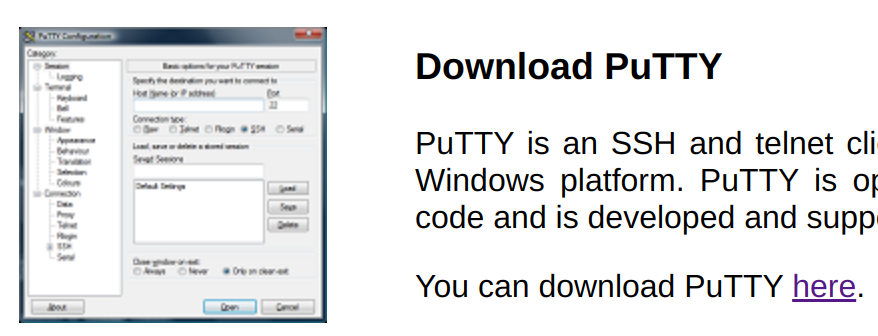 PuTTY Configuration
Category:
Session
Logging
Terminal
Keyboard
Bell
Features
Window
Appearance
Behaviour
Translation
Selection
Colours
Connection
Data
Proxy
Telnet
Rlogin
SSH
Serial
Basic options for your PuTTY session
Specify the destination you want to connect to
Host Name (or IP address) Port
22
Connection type:
Raw Telnet Rlogin SSH Serial
Load, save or delete a stored session
Saved Sessions
Default Settings
Load
Save
Delete
Close window on exit:
Always Never Only on clean exit
About Open Cancel
Download PuTTY
PuTTY is an SSH and telnet cli
Windows platform. PuTTY is op
code and is developed and supp
You can download PuTTY here.